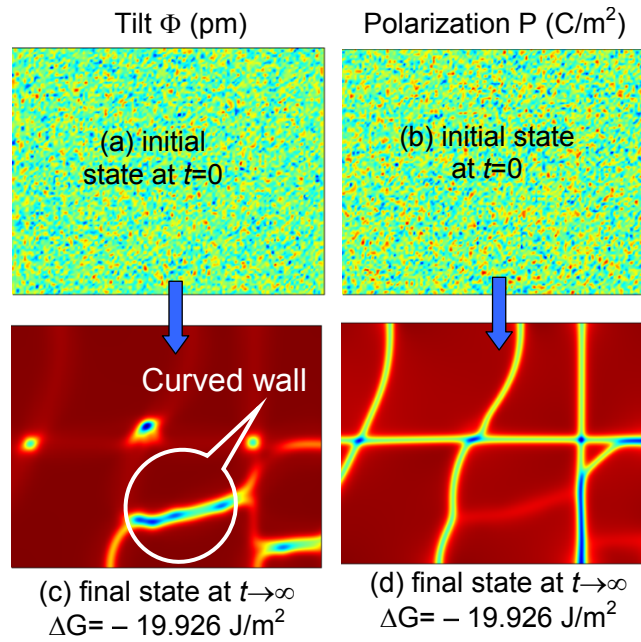 Tilt Φ (pm)
Polarization P (C/m²)
(a) initial
state at t=0
(b) initial state
at t=0
Curved wall
(c) final state at t→∞
ΔG= – 19.926 J/m²
(d) final state at t→∞
ΔG= – 19.926 J/m²